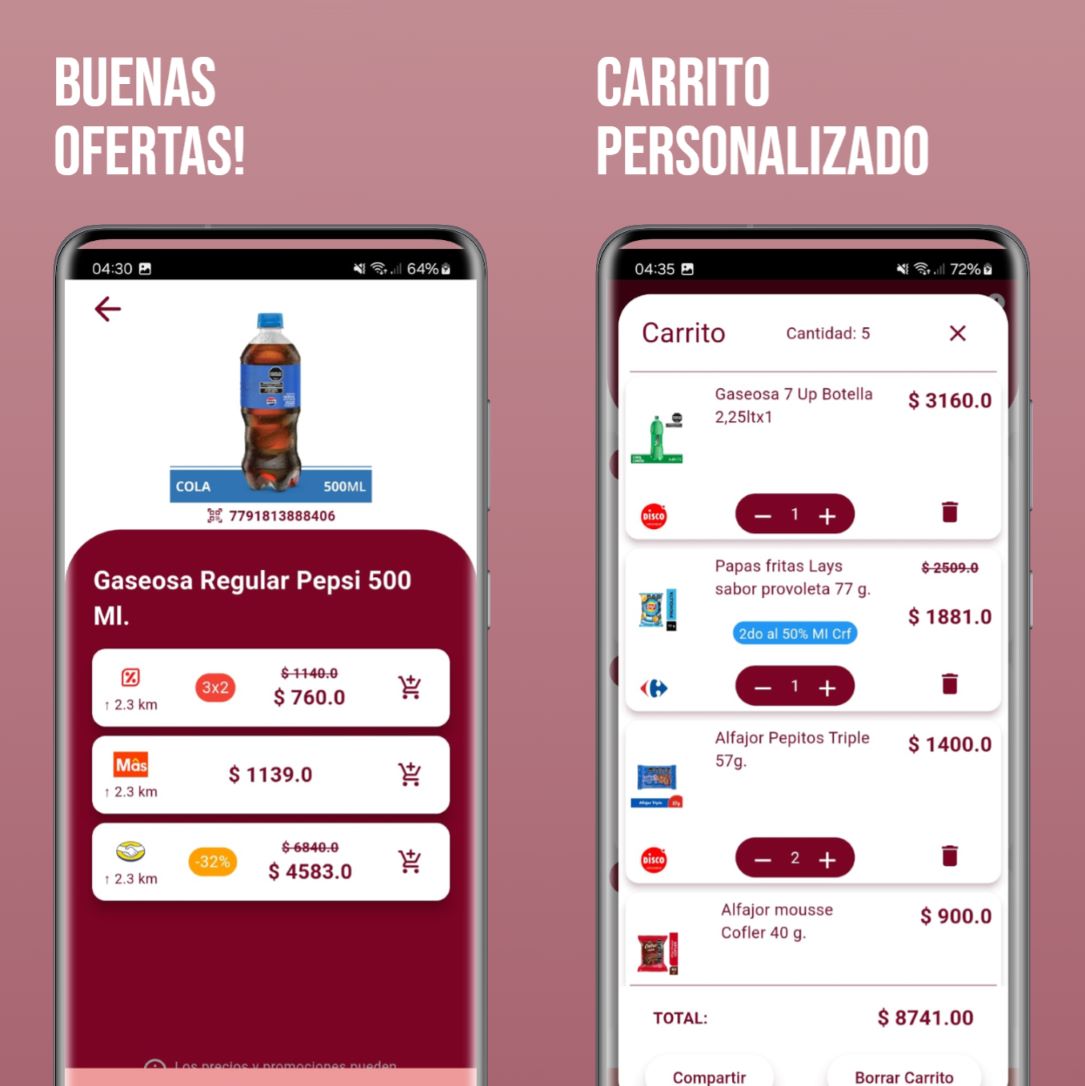 BUENAS
OFERTAS!
04:30
64%
COLA
500ML
7791813888406
Gaseosa Regular Pepsi 500
Ml.
↑ 2.3 km
3x2
$ 1140.0
$ 760.0
Mâs
↑ 2.3 km
$ 1139.0
↑ 2.3 km
-32%
$ 6840.0
$ 4583.0
Los precios y promociones pueden
CARRITO
PERSONALIZADO
04:35
72%
Carrito
Cantidad: 5
Gaseosa 7 Up Botella
2,25ltx1
$ 3160.0
DISCO
1
Papas fritas Lays
sabor provoleta 77 g.
$ 2509.0
$ 1881.0
2do al 50% MI Crf
1
Alfajor Pepitos Triple
57g.
$ 1400.0
Alfajor Triple
DISCO
2
Alfajor mousse
Cofler 40 g.
$ 900.0
TOTAL:
$ 8741.00
Compartir
Borrar Carrito